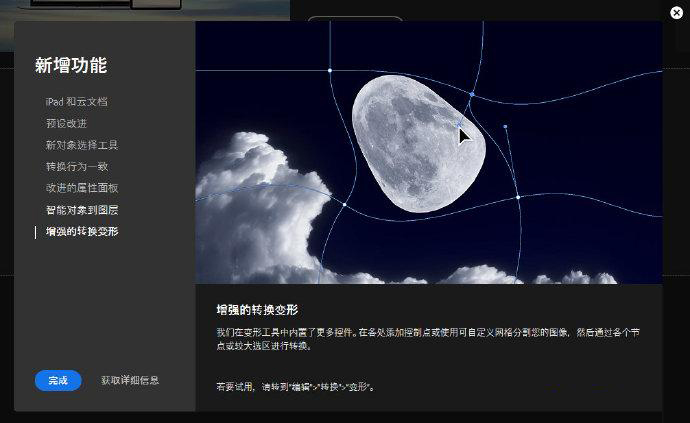 新增功能
iPad 和云文档
预设改进
新对象选择工具
转换行为一致
改进的属性面板
智能对象到图层
增强的转换变形
完成
获取详细信息
增强的转换变形
我们在变形工具中内置了更多控件。在各处添加控制点或使用可自定义网格分割您的图像，然后通过各个节
点或较大选区进行转换。
若要试用，请转到“编辑”>“转换”>“变形”。